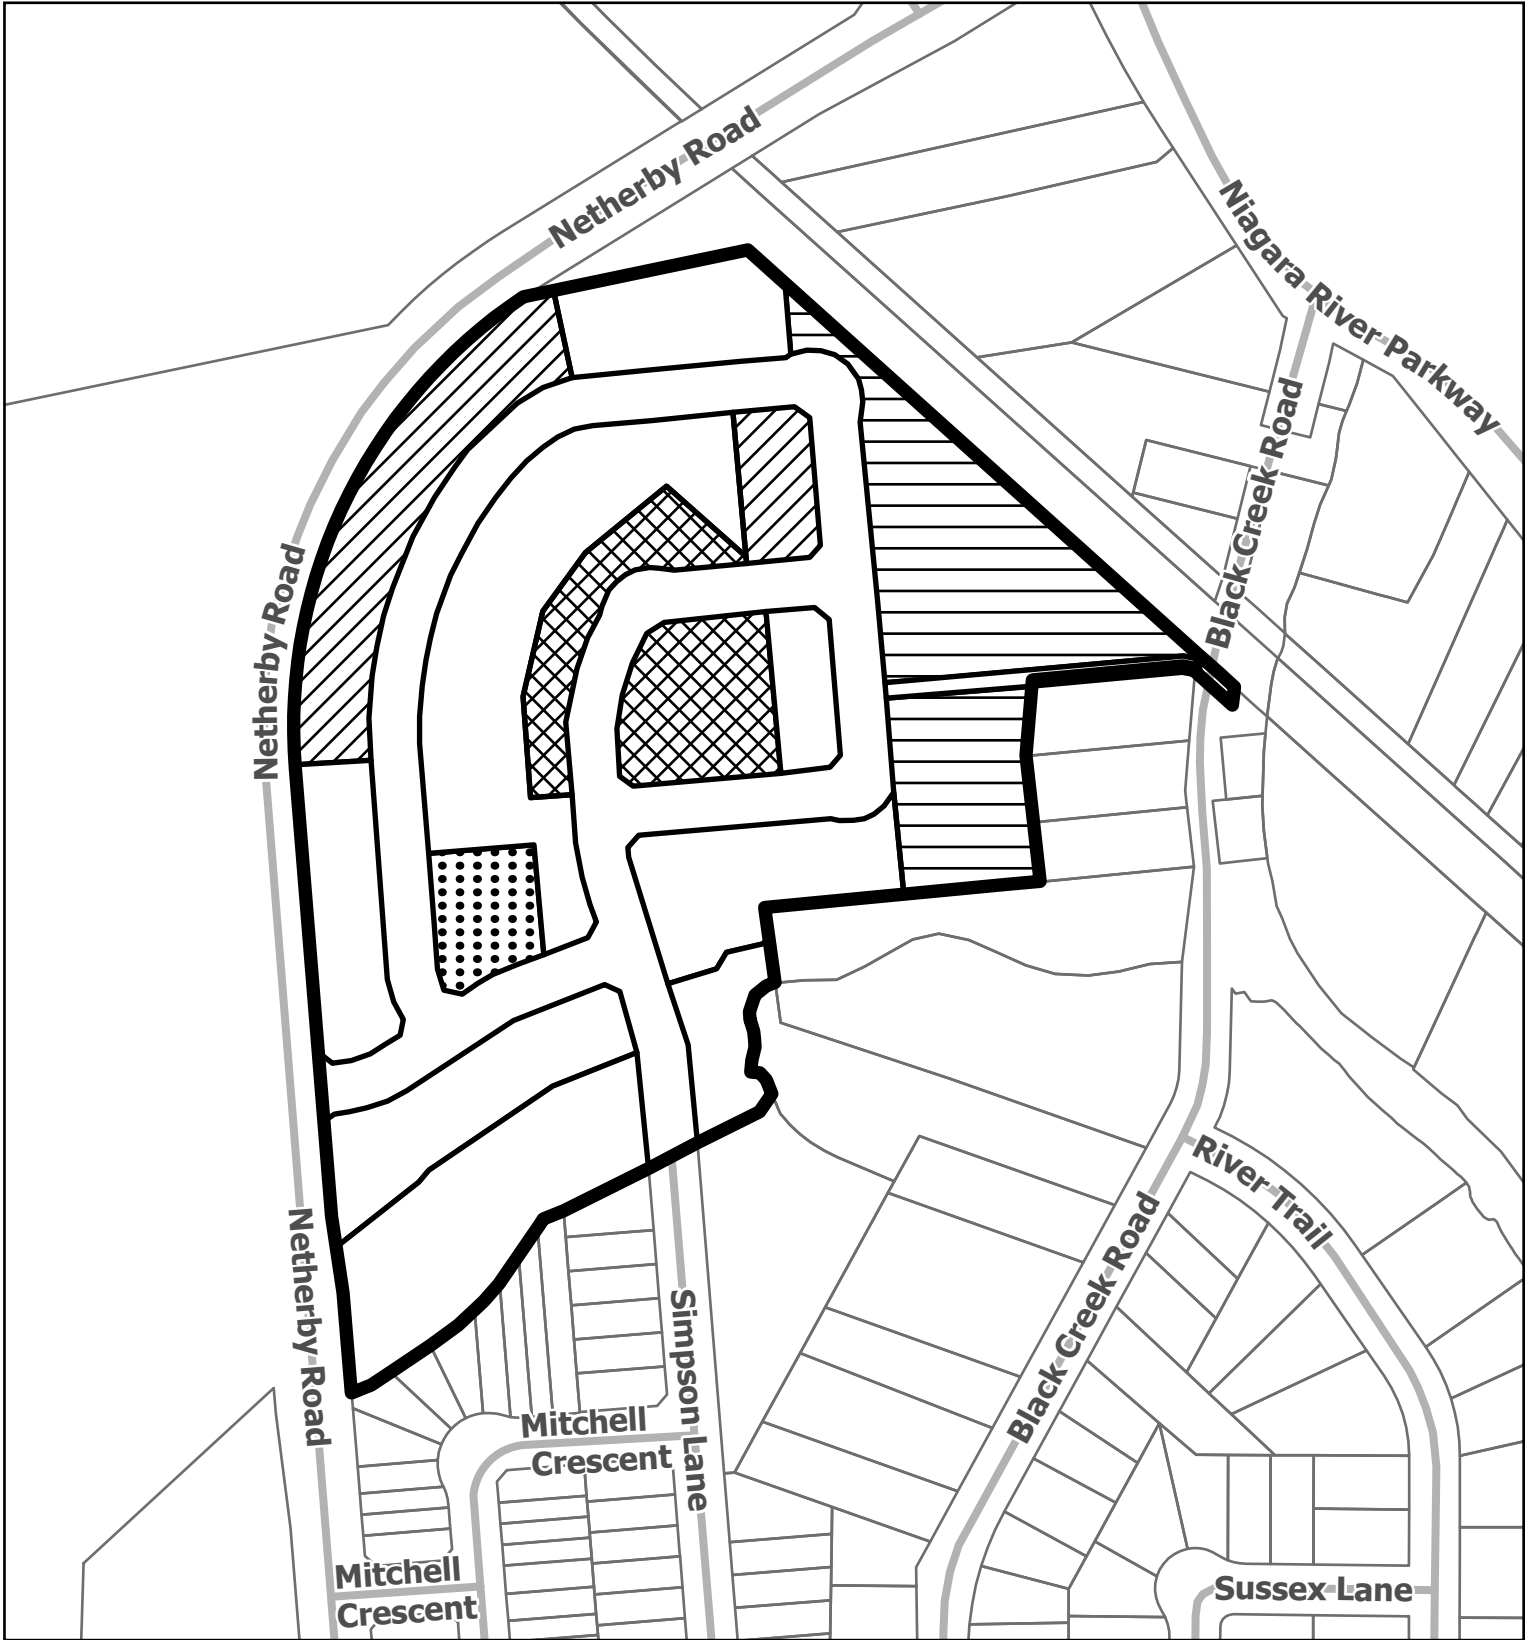 Netherby Road
Niagara River Parkway
Black Creek Road
Netherby Road
River Trail
Black Creek Road
Netherby Road
Simpson Lane
Mitchell
Crescent
Mitchell
Crescent
Sussex Lane